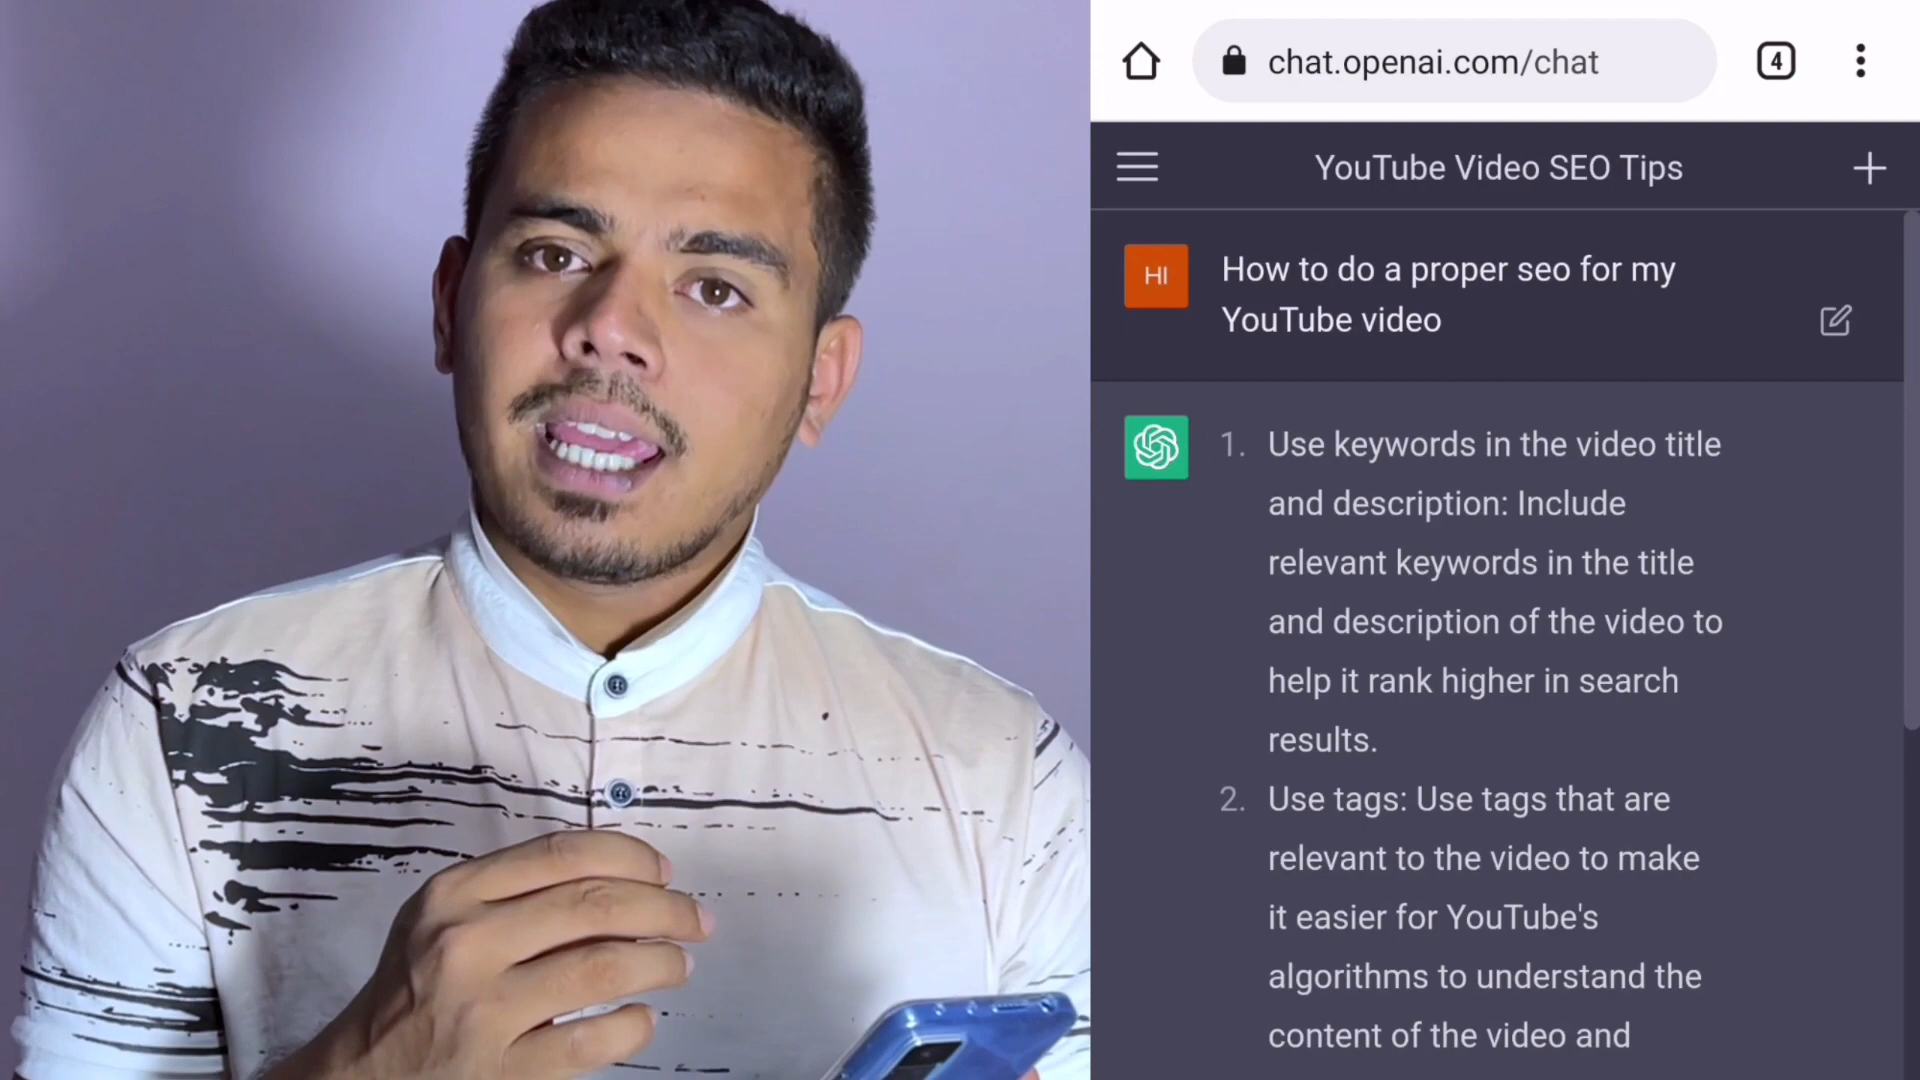 chat.openai.com/chat
4
YouTube Video SEO Tips
HI
How to do a proper seo for my
YouTube video
1. Use keywords in the video title
and description: Include
relevant keywords in the title
and description of the video to
help it rank higher in search
results.
2. Use tags: Use tags that are
relevant to the video to make
it easier for YouTube's
algorithms to understand the
content of the video and